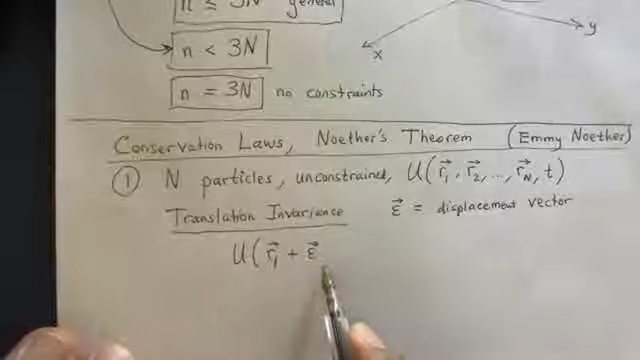 n ≤ 3N general
n < 3N
x
y
n = 3N no constraints
Conservation Laws, Noether's Theorem (Emmy Noether)
① N particles, unconstrained, U(r⃗₁, r⃗₂, ..., r⃗_N, t)
Translation Invariance
ε⃗ = displacement vector
U(r⃗₁ + ε⃗